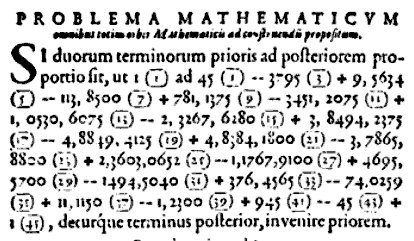 PROBLEMA MATHEMATICVM
omnibus totius orbis Mathematicis ad construendum propositum.
SI duorum terminorum prioris ad posteriorem pro-
portio sit, ut 1 ① ad 45 ① -- 3795 ③ + 9, 5634
⑤ -- 113, 8500 ⑦ + 781, 1375 ⑨ -- 3451, 2075 ⑪ +
1, 0530, 6075 ⑬ -- 2, 3267, 6280 ⑮ + 3, 8494, 2375
⑰ -- 4,8849, 4125 ⑲ + 4,8384,1800 ㉑ -- 3,7865,
8800 ㉓ + 2,3603,0652 ㉕ -- 1,1767,9100 ㉗ + 4695,
5700 ㉙ -- 1494,5040 ㉛ + 376, 4565 ㉝ -- 74.0259
㉟ + 11, 1150 ㊲ -- 1,2300 ㊴ + 945 ㊶ -- 45 ㊸ +
1 ㊺, deturque terminus posterior, invenire priorem.